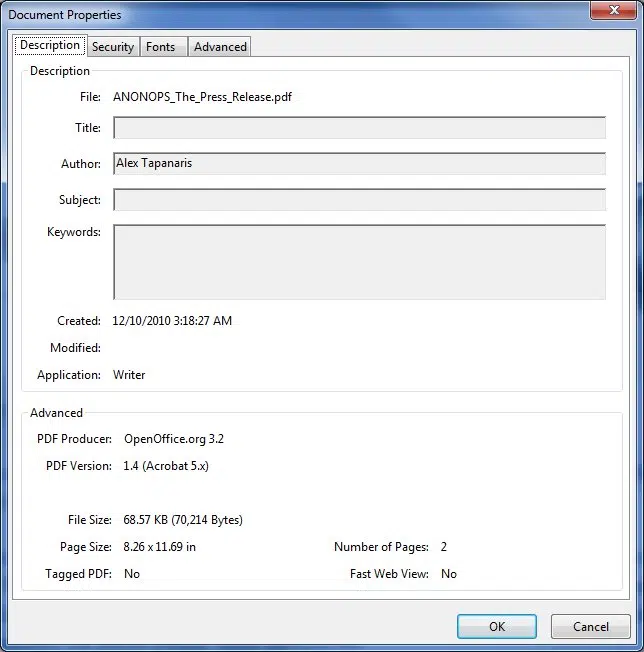 Document Properties
Description Security Fonts Advanced
Description
File: ANONOPS_The_Press_Release.pdf
Title:
Author: Alex Tapanaris
Subject:
Keywords:
Created: 12/10/2010 3:18:27 AM
Modified:
Application: Writer
Advanced
PDF Producer: OpenOffice.org 3.2
PDF Version: 1.4 (Acrobat 5.x)
File Size: 68.57 KB (70,214 Bytes)
Page Size: 8.26 x 11.69 in Number of Pages: 2
Tagged PDF: No Fast Web View: No
OK Cancel